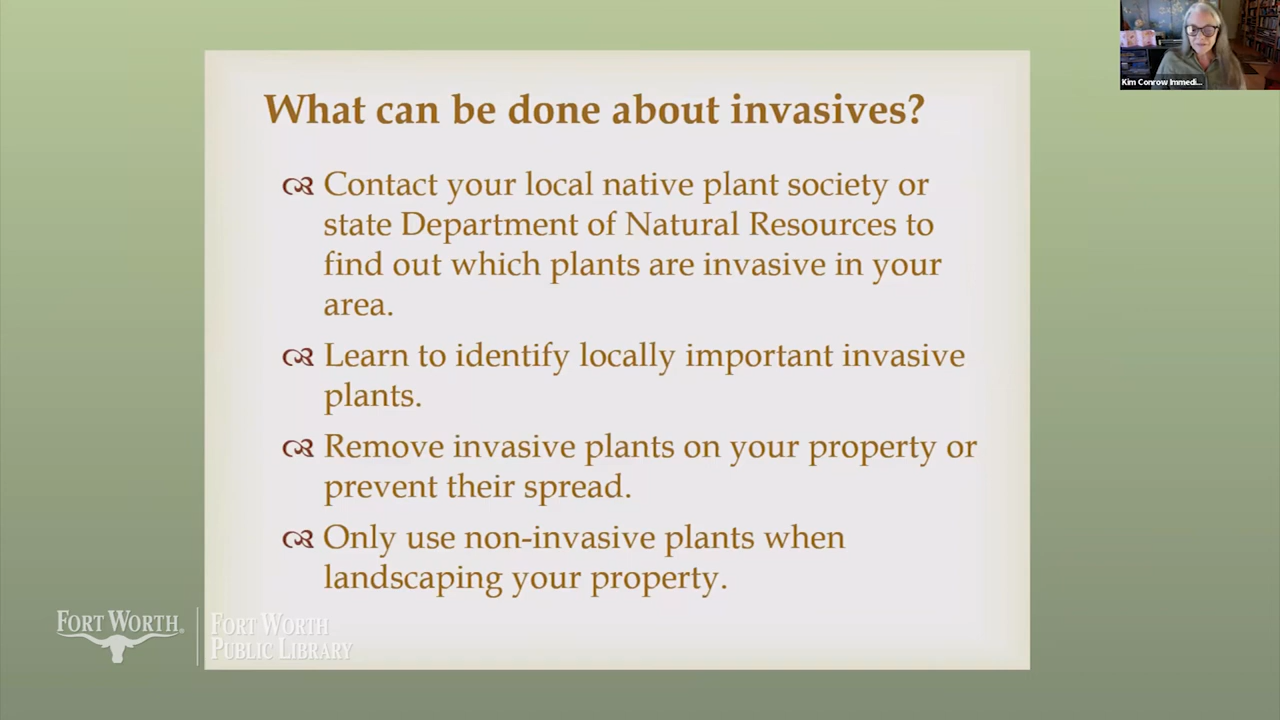 What can be done about invasives?
Contact your local native plant society or
state Department of Natural Resources to
find out which plants are invasive in your
area.
Learn to identify locally important invasive
plants.
Remove invasive plants on your property or
prevent their spread.
Only use non-invasive plants when
landscaping your property.
FORT WORTH®
FORT WORTH
PUBLIC LIBRARY
Kim Conrow Immedi...